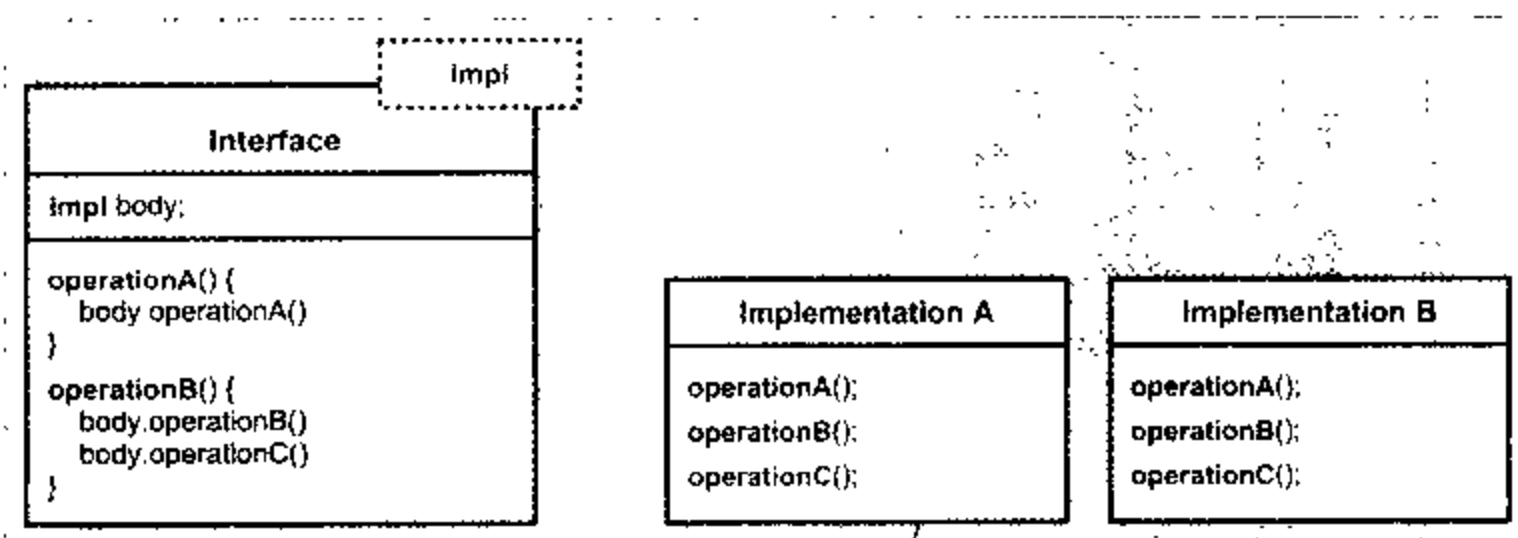 Impl
Interface
Impl body;
operationA() {
body operationA()
}
operationB() {
body.operationB()
body.operationC()
}
Implementation A
operationA();
operationB();
operationC();
Implementation B
operationA();
operationB();
operationC();